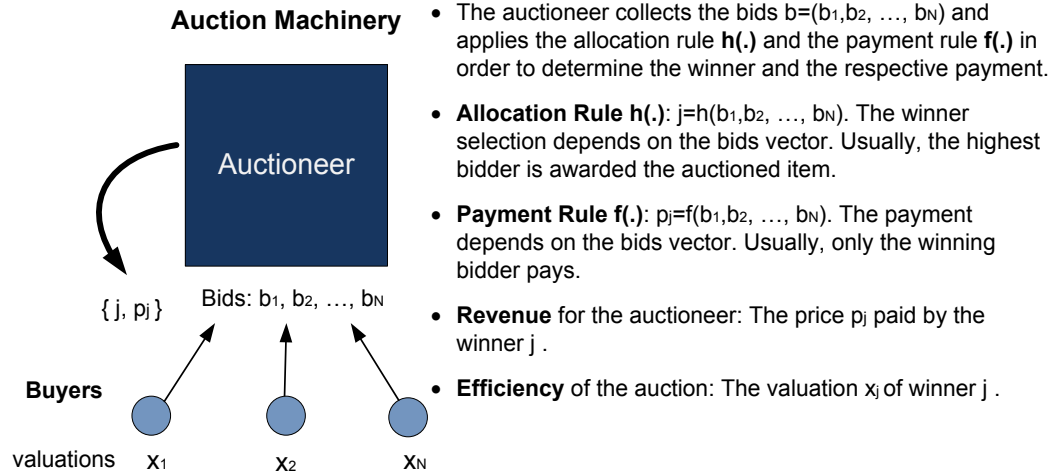 Auction Machinery
Auctioneer
{ j, pj }
Bids: b1, b2, …, bN
Buyers
valuations x1 x2 xN
• The auctioneer collects the bids b=(b1,b2, …, bN) and
applies the allocation rule h(.) and the payment rule f(.) in
order to determine the winner and the respective payment.
• Allocation Rule h(.): j=h(b1,b2, …, bN). The winner
selection depends on the bids vector. Usually, the highest
bidder is awarded the auctioned item.
• Payment Rule f(.): pj=f(b1,b2, …, bN). The payment
depends on the bids vector. Usually, only the winning
bidder pays.
• Revenue for the auctioneer: The price pj paid by the
winner j .
• Efficiency of the auction: The valuation xj of winner j .